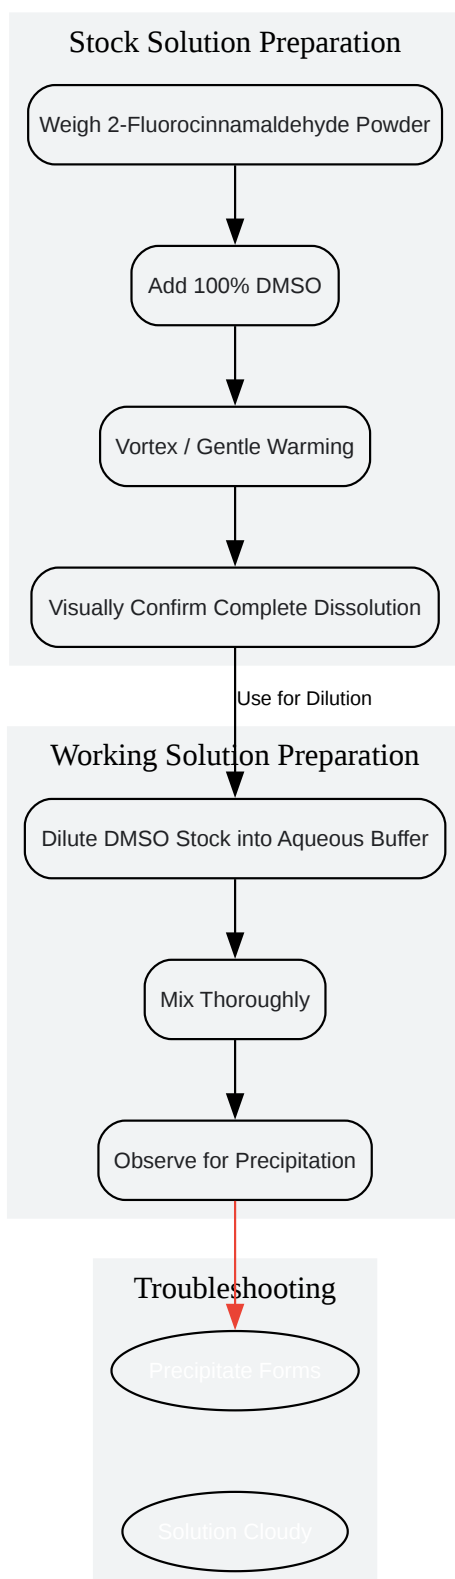 Stock Solution Preparation
Weigh 2-Fluorocinnamaldehyde Powder
Add 100% DMSO
Vortex / Gentle Warming
Visually Confirm Complete Dissolution
Use for Dilution
Working Solution Preparation
Dilute DMSO Stock into Aqueous Buffer
Mix Thoroughly
Observe for Precipitation
Troubleshooting
Precipitate Forms
Solution Cloudy